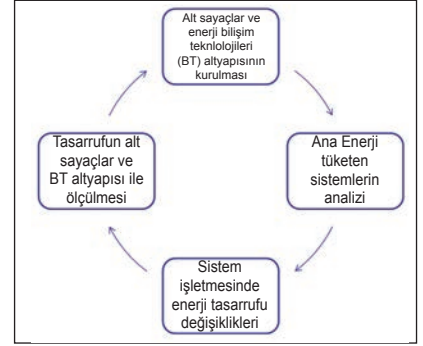 Alt sayaçlar ve
enerji bilişim
teknlolojileri
(BT) altyapısının
kurulması
Ana Enerji
tüketen
sistemlerin
analizi
Sistem
işletmesinde
enerji tasarrufu
değişiklikleri
Tasarrufun alt
sayaçlar ve
BT altyapısı ile
ölçülmesi